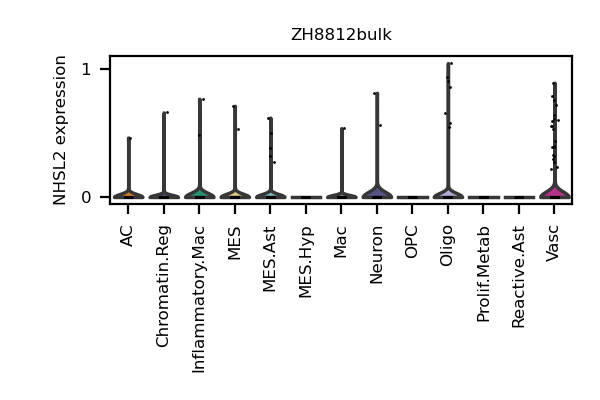 ZH8812bulk
NHSL2 expression
1
0
AC
Chromatin.Reg
Inflammatory.Mac
MES
MES.Ast
MES.Hyp
Mac
Neuron
OPC
Oligo
Prolif.Metab
Reactive.Ast
Vasc